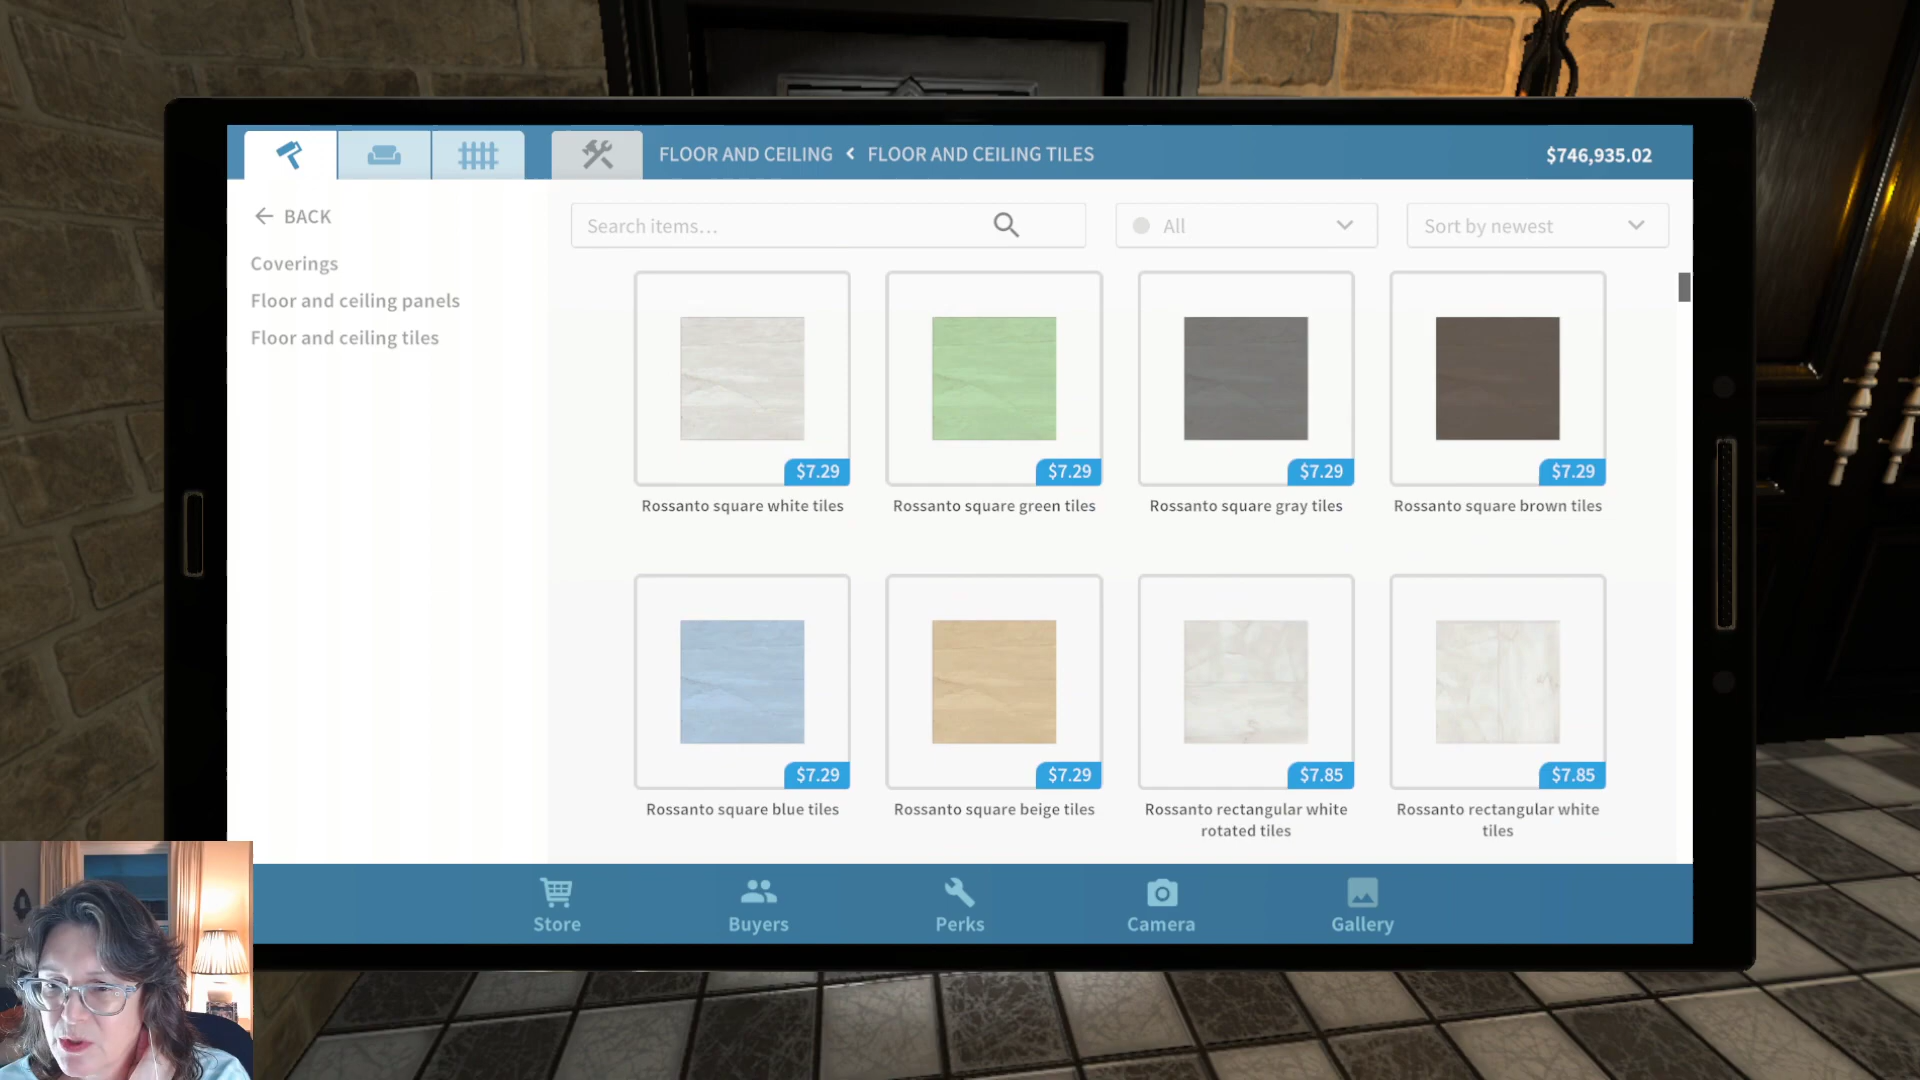 FLOOR AND CEILING < FLOOR AND CEILING TILES
$746,935.02
BACK
Coverings
Floor and ceiling panels
Floor and ceiling tiles
Search items...
All
Sort by newest
$7.29
$7.29
$7.29
$7.29
Rossanto square white tiles
Rossanto square green tiles
Rossanto square gray tiles
Rossanto square brown tiles
$7.29
$7.29
$7.85
$7.85
Rossanto square blue tiles
Rossanto square beige tiles
Rossanto rectangular white
rotated tiles
Rossanto rectangular white
tiles
Store
Buyers
Perks
Camera
Gallery